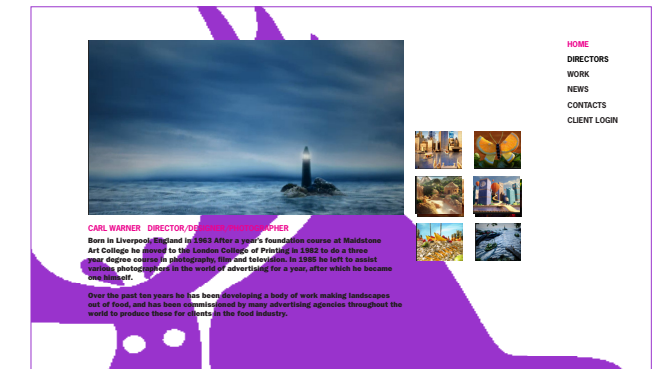 HOME
DIRECTORS
WORK
NEWS
CONTACTS
CLIENT LOGIN
CARL WARNER DIRECTOR/DESIGNER/PHOTOGRAPHER
Born in Liverpool, England in 1963 After a year's foundation course at Maidstone
Art College he moved to the London College of Printing in 1982 to do a three
year degree course in photography, film and television. In 1985 he left to assist
various photographers in the world of advertising for a year, after which he became
one himself.
Over the past ten years he has been developing a body of work making landscapes
out of food, and has been commissioned by many advertising agencies throughout the
world to produce these for clients in the food industry.